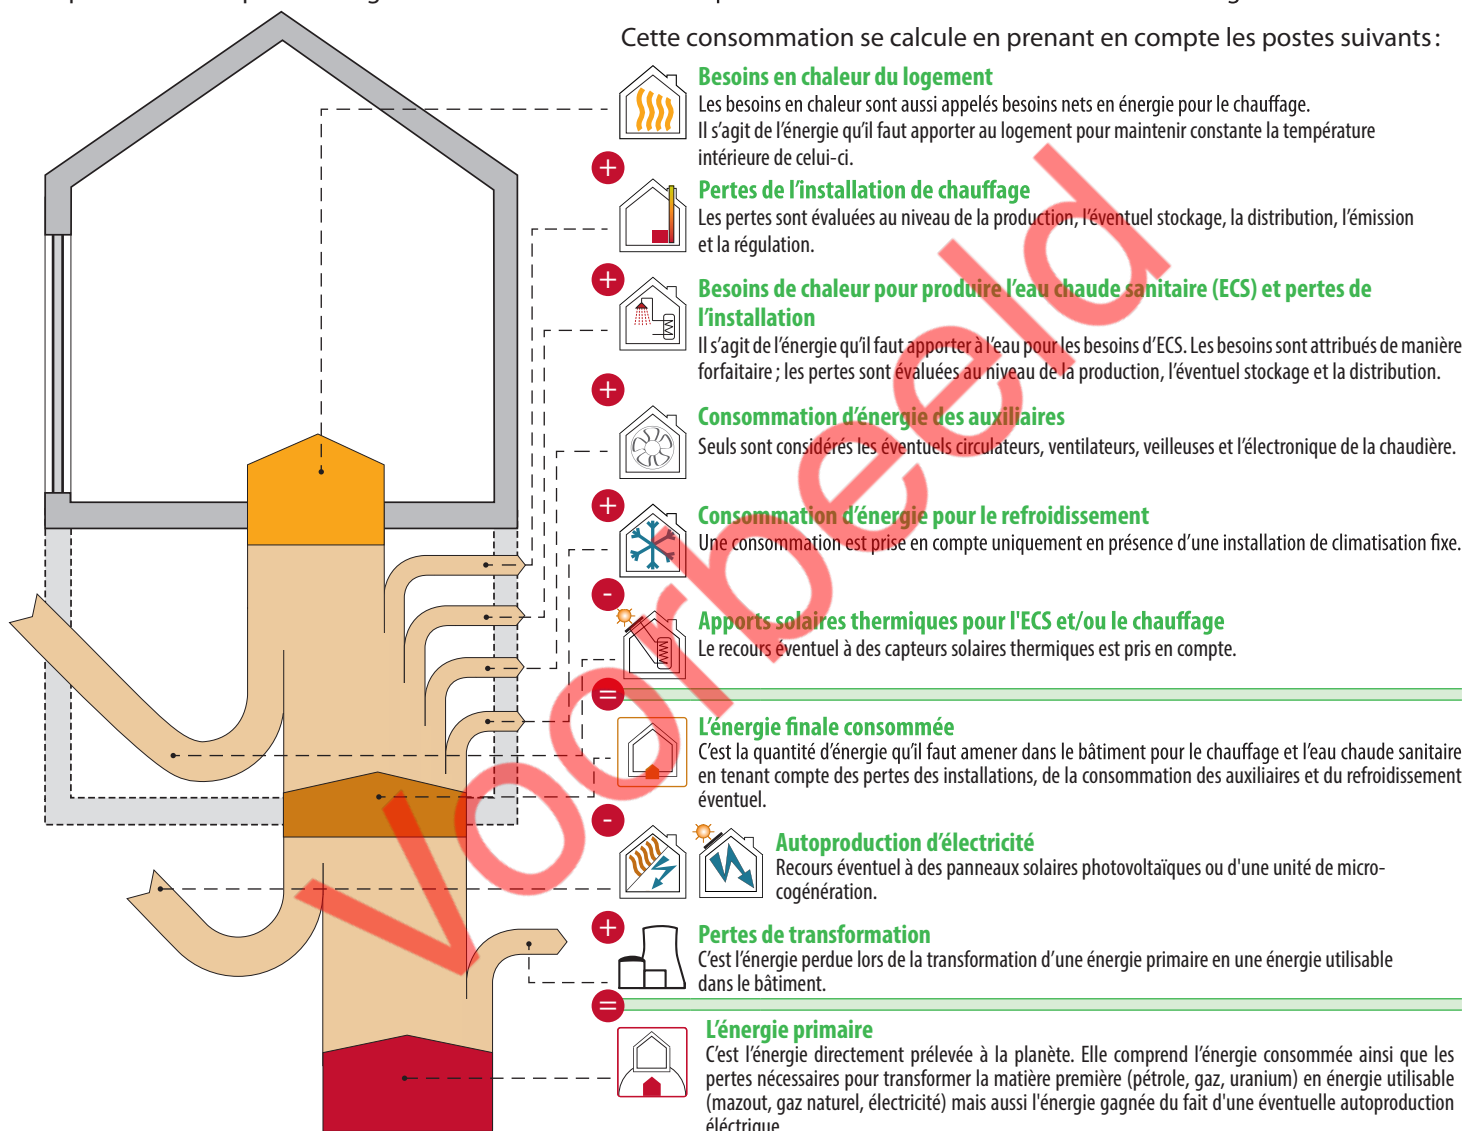 Cette consommation se calcule en prenant en compte les postes suivants :
Besoins en chaleur du logement
Les besoins en chaleur sont aussi appelés besoins nets en énergie pour le chauffage.
Il s'agit de l'énergie qu'il faut apporter au logement pour maintenir constante la température
intérieure de celui-ci.
+
Pertes de l'installation de chauffage
Les pertes sont évaluées au niveau de la production, l'éventuel stockage, la distribution, l'émission
et la régulation.
+
Besoins de chaleur pour produire l'eau chaude sanitaire (ECS) et pertes de
l'installation
Il s'agit de l'énergie qu'il faut apporter à l'eau pour les besoins d'ECS. Les besoins sont attribués de manière
forfaitaire ; les pertes sont évaluées au niveau de la production, l'éventuel stockage et la distribution.
+
Consommation d'énergie des auxiliaires
Seuls sont considérés les éventuels circulateurs, ventilateurs, veilleuses et l'électronique de la chaudière.
+
Consommation d'énergie pour le refroidissement
Une consommation est prise en compte uniquement en présence d'une installation de climatisation fixe.
-
Apports solaires thermiques pour l'ECS et/ou le chauffage
Le recours éventuel à des capteurs solaires thermiques est pris en compte.
=
L'énergie finale consommée
C'est la quantité d'énergie qu'il faut amener dans le bâtiment pour le chauffage et l'eau chaude sanitaire
en tenant compte des pertes des installations, de la consommation des auxiliaires et du refroidissement
éventuel.
-
Autoproduction d'électricité
Recours éventuel à des panneaux solaires photovoltaïques ou d'une unité de micro-
cogénération.
+
Pertes de transformation
C'est l'énergie perdue lors de la transformation d'une énergie primaire en une énergie utilisable
dans le bâtiment.
=
L'énergie primaire
C'est l'énergie directement prélevée à la planète. Elle comprend l'énergie consommée ainsi que les
pertes nécessaires pour transformer la matière première (pétrole, gaz, uranium) en énergie utilisable
(mazout, gaz naturel, électricité) mais aussi l'énergie gagnée du fait d'une éventuelle autoproduction
éléctrique
Voorbeeld